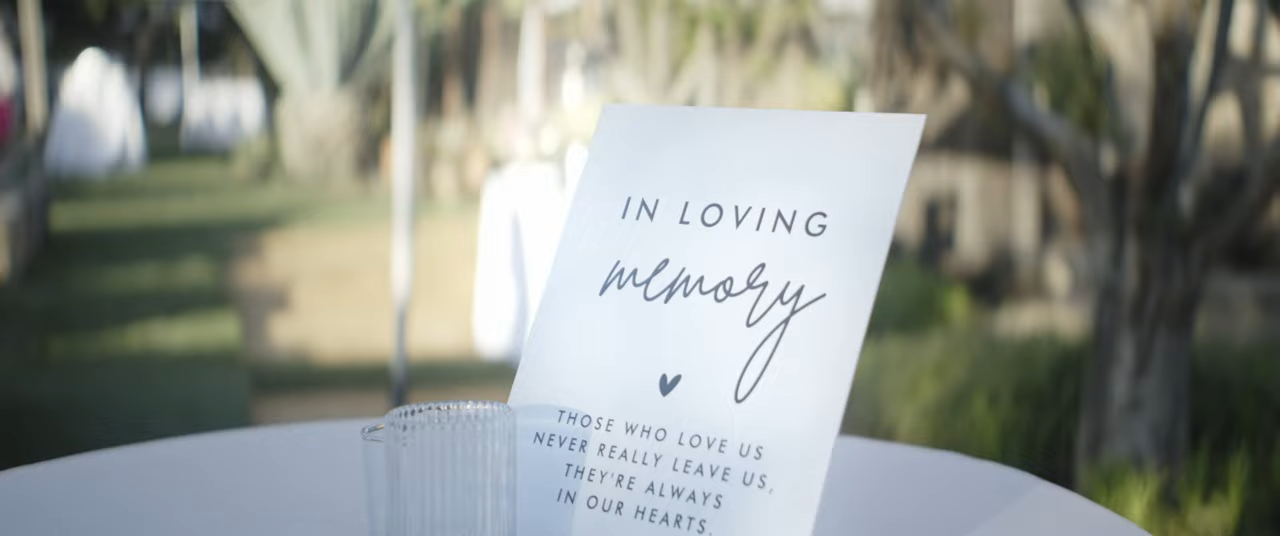 IN LOVING
memory
THOSE WHO LOVE US
NEVER REALLY LEAVE US,
THEY'RE ALWAYS
IN OUR HEARTS.